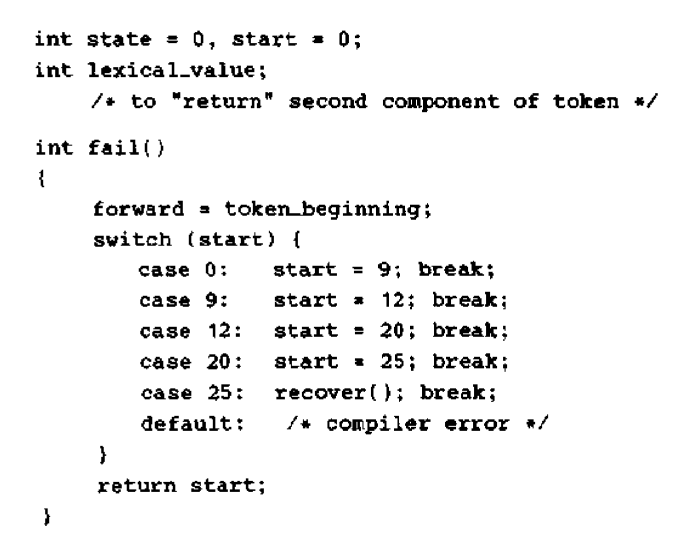 int state = 0, start = 0;
int lexical_value;
/* to "return" second component of token */
int fail()
{
forward = token_beginning;
switch (start) {
case 0: start = 9; break;
case 9: start = 12; break;
case 12: start = 20; break;
case 20: start = 25; break;
case 25: recover(); break;
default: /* compiler error */
}
return start;
}